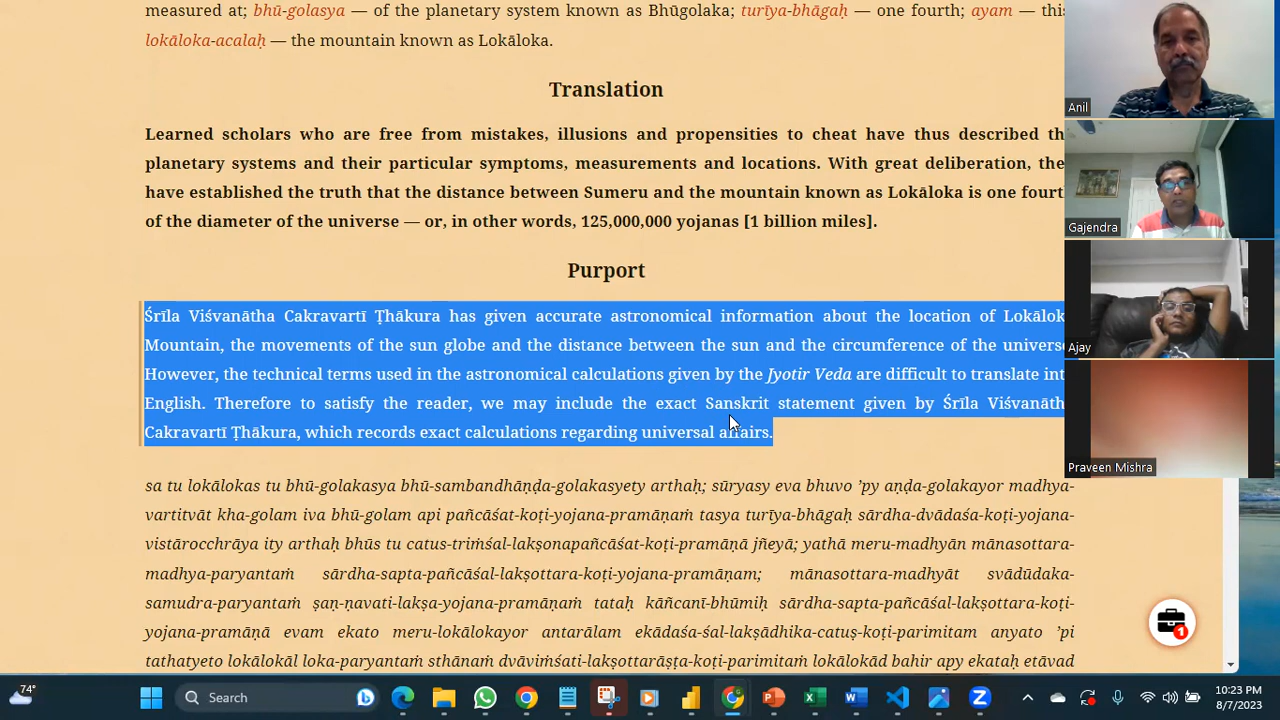 measured at; bhū-golasya — of the planetary system known as Bhūgolaka; turīya-bhāgaḥ — one fourth; ayam —
lokāloka-acalaḥ — the mountain known as Lokāloka.
Translation
Learned scholars who are free from mistakes, illusions and propensities to cheat have thus described
planetary systems and their particular symptoms, measurements and locations. With great deliberation,
have established the truth that the distance between Sumeru and the mountain known as Lokāloka is one
of the diameter of the universe — or, in other words, 125,000,000 yojanas [1 billion miles].
Purport
Śrīla Viśvanātha Cakravartī Ṭhākura has given accurate astronomical information about the location of
Mountain, the movements of the sun globe and the distance between the sun and the circumference of the
However, the technical terms used in the astronomical calculations given by the Jyotir Veda are difficult to translate
English. Therefore to satisfy the reader, we may include the exact Sanskrit statement given by Śrīla
Cakravartī Ṭhākura, which records exact calculations regarding universal affairs.
sa tu lokālokas tu bhū-golakasya bhū-sambandhāṇḍa-golakasyety arthaḥ; sūryasy eva bhuvo ’py aṇḍa-golakayor madhya-
vartitvāt kha-golam iva bhū-golam api pañcāśat-koṭi-yojana-pramāṇaṁ tasya turīya-bhāgaḥ sārdha-dvādaśa-koṭi-yojana-
vistārocchrāya ity arthaḥ bhūs tu catus-triṁśal-lakṣonapañcāśat-koṭi-pramāṇā jñeyā; yathā meru-madhyān mānasottara-
madhya-paryantaṁ sārdha-sapta-pañcāśal-lakṣottara-koṭi-yojana-pramāṇam; mānasottara-madhyāt svādūdaka-
samudra-paryantaṁ ṣaṇ-ṇavati-lakṣa-yojana-pramāṇaṁ tataḥ kāñcanī-bhūmiḥ sārdha-sapta-pañcāśal-lakṣottara-koṭi-
yojana-pramāṇā evam ekato meru-lokālokayor antarālam ekādaśa-śal-lakṣādhika-catuṣ-koṭi-parimitam anyato ’pi
tathatyeto lokālokāl loka-paryantaṁ sthānaṁ dvāviṁśati-lakṣottarāṣṭa-koṭi-parimitaṁ lokālokād bahir apy ekataḥ etāvad
Anil
Gajendra
Ajay
Praveen Mishra
1
74°
Search
10:23 PM
8/7/2023